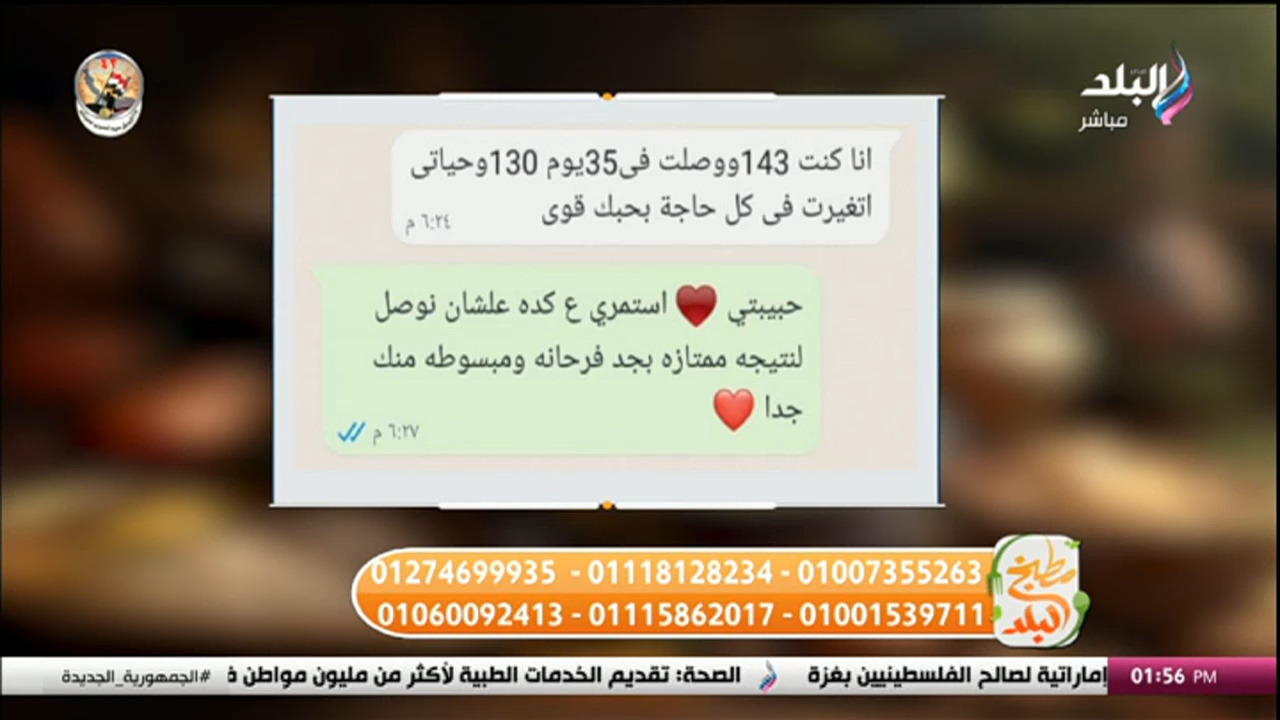 البلد
مباشر
انا كنت 143ووصلت فى35يوم 130وحياتى
اتغيرت فى كل حاجة بحبك قوى
٦:٢٤ م
حبيبتي ❤️ استمري ع كده علشان نوصل
لنتيجه ممتازه بجد فرحانه ومبسوطه منك
جدا ❤️
٦:٢٧ م
01274699935 - 01118128234 - 01007355263
01060092413 - 01115862017 - 01001539711
مطبخ
البلد
إماراتية لصالح الفلسطينيين بغزة الصحة: تقديم الخدمات الطبية لأكثر من مليون مواطن #الجمهورية_الجديدة
01:56 PM